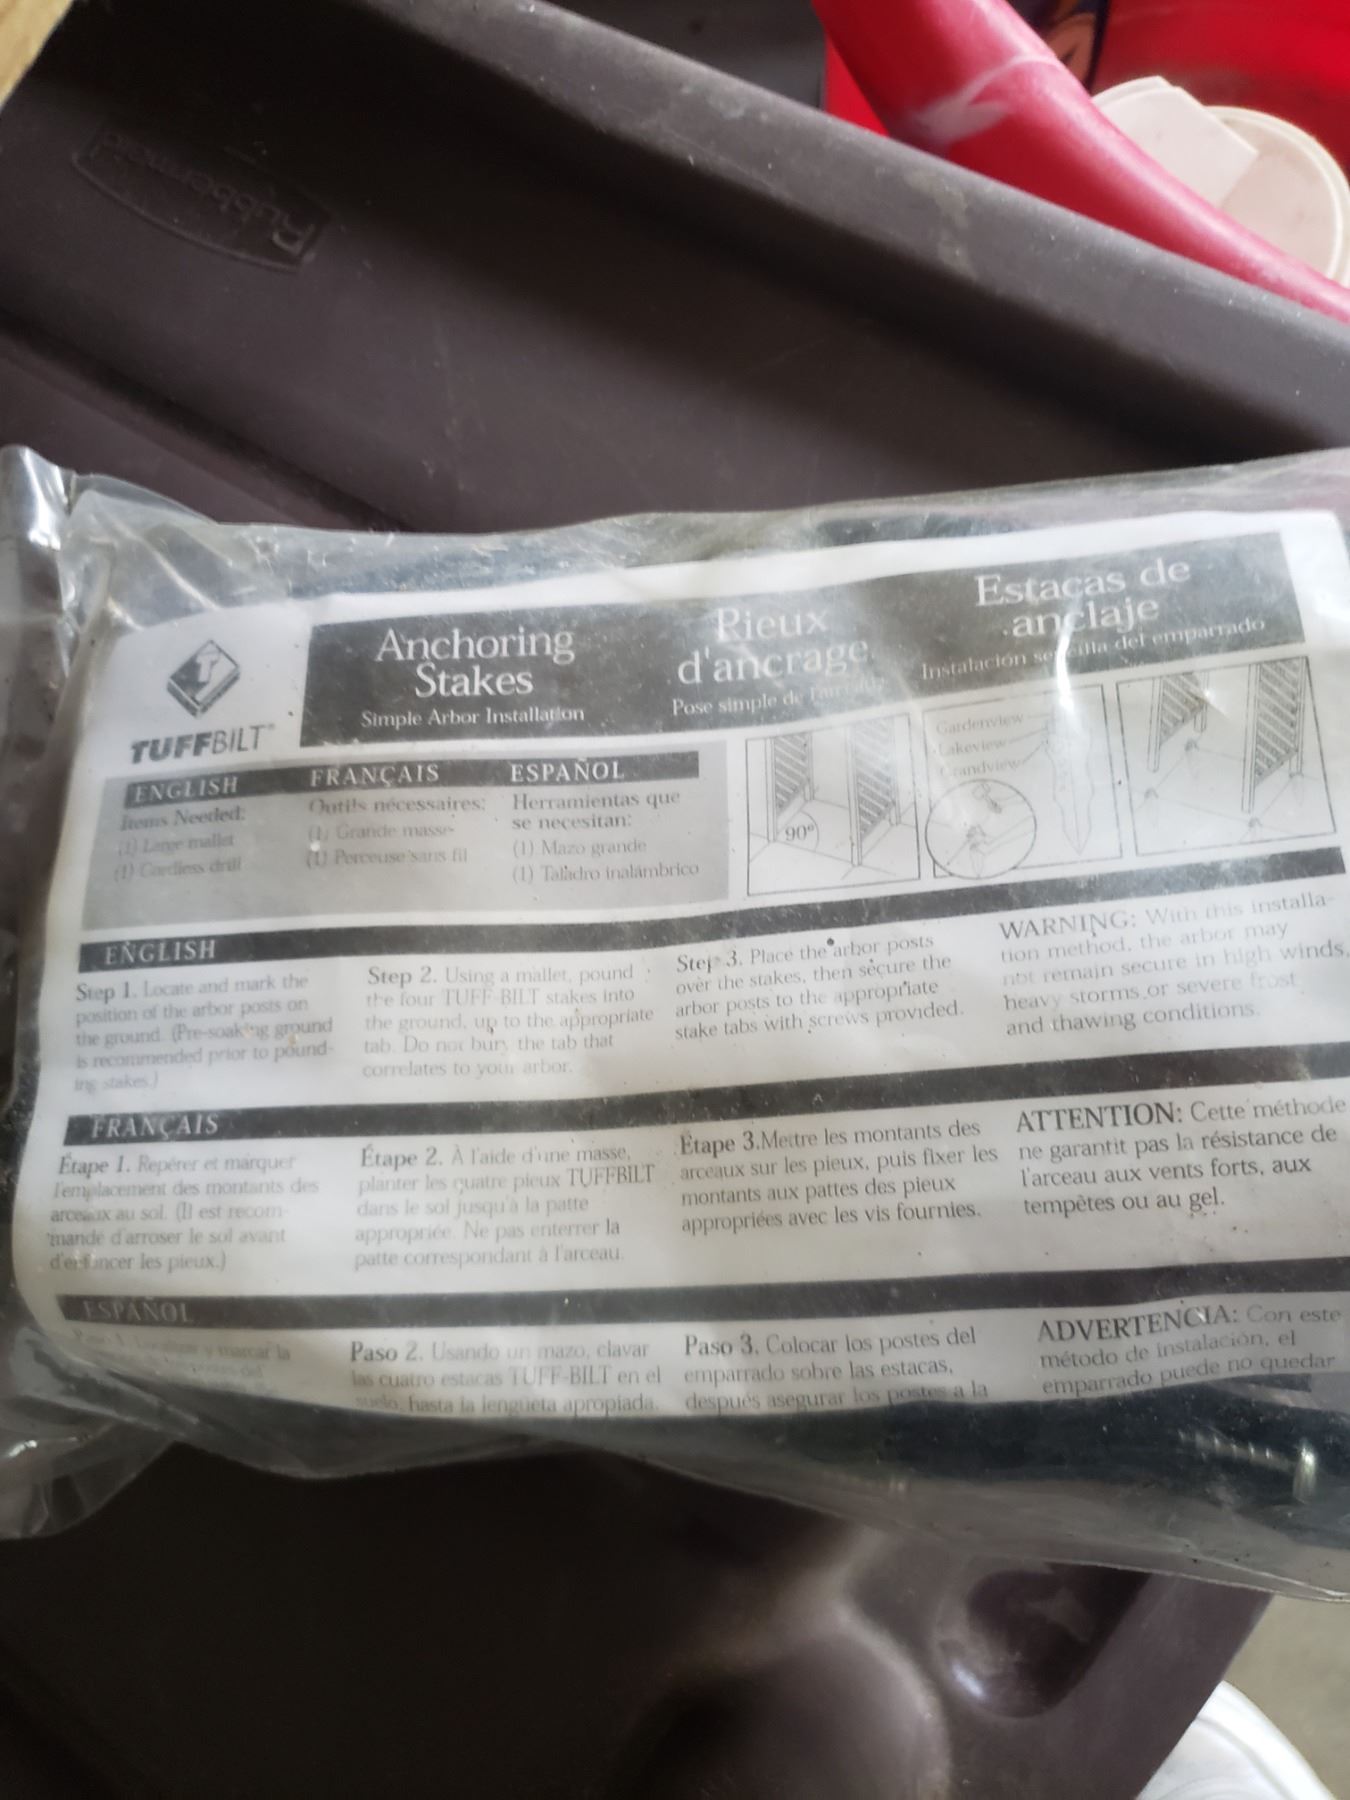 Rubbermaid
TUFFBILT™
Anchoring
Stakes
Simple Arbor Installation
Pieux
d'ancrage
Pose simple de
Estacas de
anclaje
Instalación sencilla del emparrado
ENGLISH
Items Needed:
(1) Large mallet
(1) Cordless drill
FRANÇAIS
Outils nécessaires:
(1) Grande masse
(1) Perceuse sans fil
ESPAÑOL
Herramientas que
se necesitan:
(1) Mazo grande
(1) Taladro inalámbrico
90°
Gardenview
Lakeview
Grandview
ENGLISH
Step 1. Locate and mark the
position of the arbor posts on
the ground. (Pre-soaking ground
is recommended prior to pound-
ing stakes.)
Step 2. Using a mallet, pound
the four TUFF-BILT stakes into
the ground, up to the appropriate
tab. Do not bury the tab that
correlates to your arbor.
Step 3. Place the arbor posts
over the stakes, then secure the
arbor posts to the appropriate
stake tabs with screws provided.
WARNING: With this installa-
tion method, the arbor may
not remain secure in high winds,
heavy storms or severe frost
and thawing conditions.
FRANÇAIS
Étape 1. Repérer et marquer
l'emplacement des montants des
arceaux au sol. (Il est recom-
mandé d'arroser le sol avant
d'enfoncer les pieux.)
Étape 2. À l'aide d'une masse,
planter les quatre pieux TUFFBILT
dans le sol jusqu'à la patte
appropriée. Ne pas enterrer la
patte correspondant à l'arceau.
Étape 3.Mettre les montants des
arceaux sur les pieux, puis fixer les
montants aux pattes des pieux
appropriées avec les vis fournies.
ATTENTION: Cette méthode
ne garantit pas la résistance de
l'arceau aux vents forts, aux
tempêtes ou au gel.
ESPAÑOL
Paso 1. Localizar y marcar la
del
Paso 2. Usando un mazo, clavar
las cuatro estacas TUFF-BILT en el
suelo, hasta la lengüeta apropiada.
Paso 3. Colocar los postes del
emparrado sobre las estacas,
después asegurar los postes a la
ADVERTENCIA: Con este
método de instalación, el
emparrado puede no quedar